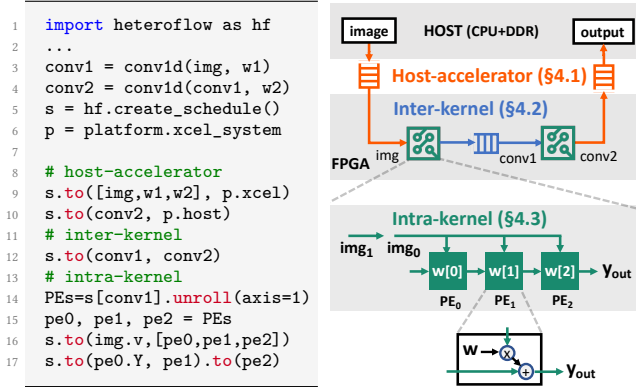 1 import heteroflow as hf
2 ...
3 conv1 = conv1d(img, w1)
4 conv2 = conv1d(conv1, w2)
5 s = hf.create_schedule()
6 p = platform.xcel_system
7
8 # host-accelerator
9 s.to([img,w1,w2], p.xcel)
10 s.to(conv2, p.host)
11 # inter-kernel
12 s.to(conv1, conv2)
13 # intra-kernel
14 PEs=s[conv1].unroll(axis=1)
15 pe0, pe1, pe2 = PEs
16 s.to(img.v,[pe0,pe1,pe2])
17 s.to(pe0.Y, pe1).to(pe2)
image HOST (CPU+DDR) output
Host-accelerator (§4.1)
Inter-kernel (§4.2)
FPGA img conv1 conv2
Intra-kernel (§4.3)
img1 img0
w[0] w[1] w[2] yout
PE0 PE1 PE2
w x
+ yout